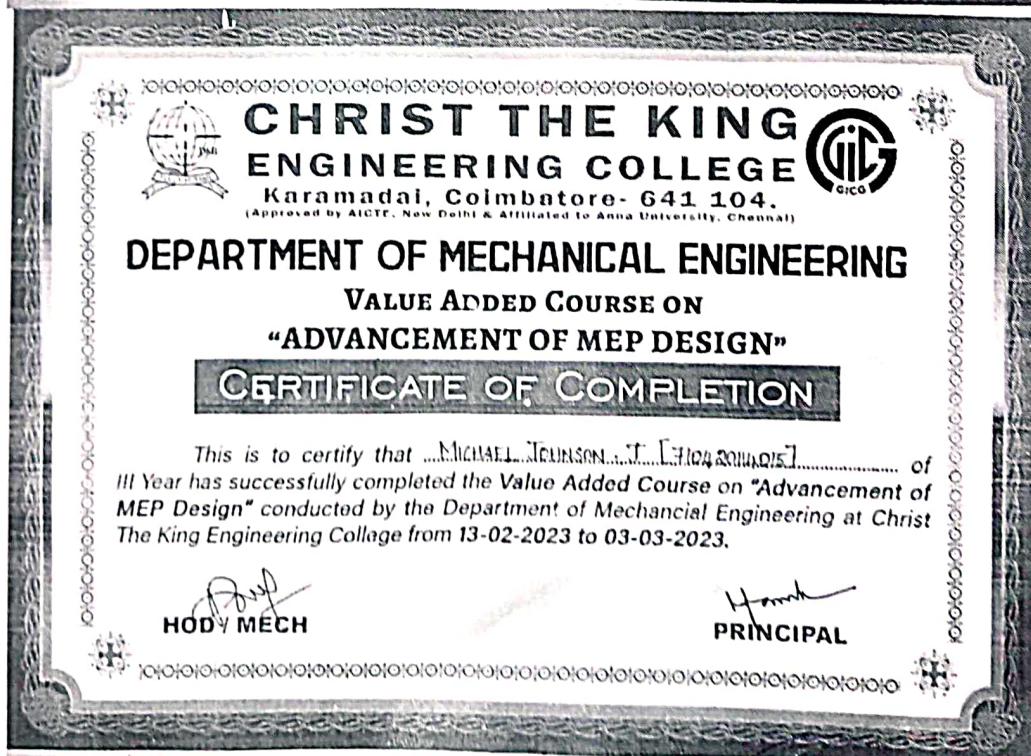 CHRIST THE KING
ENGINEERING COLLEGE
Karamadai, Coimbatore- 641 104.
(Approved by AICTE, New Delhi & Affiliated to Anna University, Chennai)
GICG
DEPARTMENT OF MECHANICAL ENGINEERING
VALUE ADDED COURSE ON
“ADVANCEMENT OF MEP DESIGN”
CERTIFICATE OF COMPLETION
This is to certify that MICHAEL JOHNSON . J [710420114015] of
III Year has successfully completed the Value Added Course on "Advancement of
MEP Design" conducted by the Department of Mechancial Engineering at Christ
The King Engineering College from 13-02-2023 to 03-03-2023.
HOD / MECH
PRINCIPAL